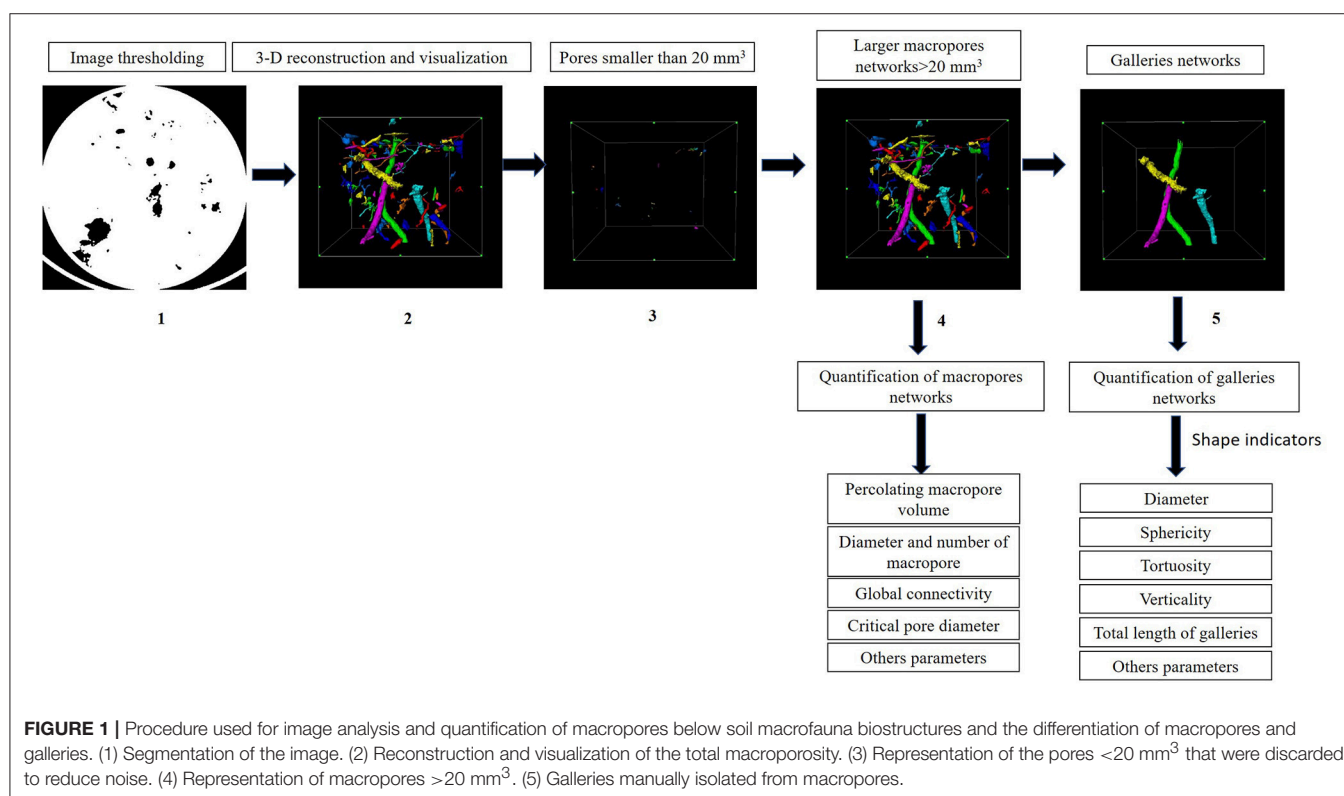 Image thresholding
3-D reconstruction and visualization
Pores smaller than 20 mm³
Larger macropores
networks>20 mm³
Galleries networks
1
2
3
4
5
Quantification of macropores
networks
Quantification of galleries
networks
Shape indicators
Percolating macropore
volume
Diameter and number of
macropore
Global connectivity
Critical pore diameter
Others parameters
Diameter
Sphericity
Tortuosity
Verticality
Total length of galleries
Others parameters
FIGURE 1 | Procedure used for image analysis and quantification of macropores below soil macrofauna biostructures and the differentiation of macropores and
galleries. (1) Segmentation of the image. (2) Reconstruction and visualization of the total macroporosity. (3) Representation of the pores <20 mm³ that were discarded
to reduce noise. (4) Representation of macropores >20 mm³. (5) Galleries manually isolated from macropores.